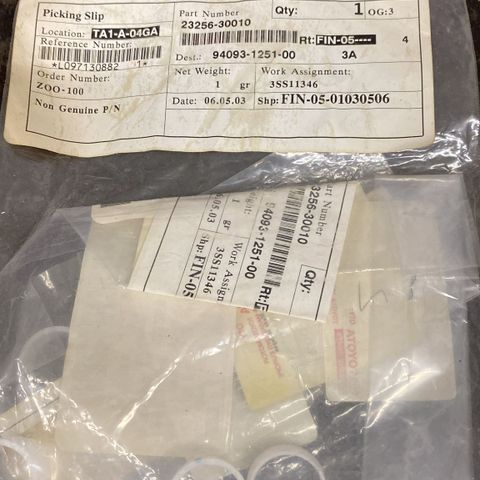 Picking Slip
Location: TA1-A-04GA
Reference Number
*L097130882 1*
Order Number:
ZOO-100
Non Genuine P/N
Part Number
23256-30010
Qty: 1 OG:3
Rt: FIN-05---- 4
Dest.: 94093-1251-00 3A
Net Weight:
1 gr
Work Assignment:
3SS11346
Date: 06.05.03
Shp: FIN-05-01030506
Part Number
23256-30010
Qty:
94093-1251-00
Rt:
Weight:
1 gr
Work Assign
3SS11346
05.03
Shp: FIN-05
ATOYOT